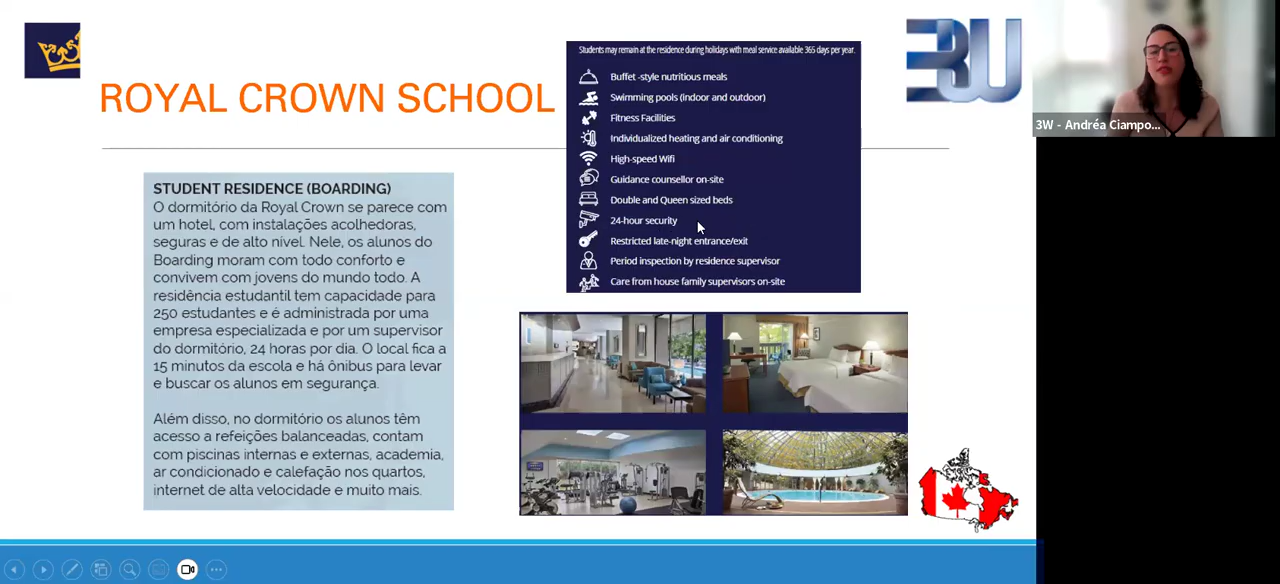 ROYAL CROWN SCHOOL
STUDENT RESIDENCE (BOARDING)
O dormitório da Royal Crown se parece com
um hotel, com instalações acolhedoras,
seguras e de alto nível. Nele, os alunos do
Boarding moram com todo conforto e
convivem com jovens do mundo todo. A
residência estudantil tem capacidade para
250 estudantes e é administrada por uma
empresa especializada e por um supervisor
do dormitório, 24 horas por dia. O local fica a
15 minutos da escola e há ônibus para levar
e buscar os alunos em segurança.
Além disso, no dormitório os alunos têm
acesso a refeições balanceadas, contam
com piscinas internas e externas, academia,
ar condicionado e calefação nos quartos,
internet de alta velocidade e muito mais.
Students may remain at the residence during holidays with meal service available 365 days per year.
Buffet -style nutritious meals
Swimming pools (indoor and outdoor)
Fitness Facilities
Individualized heating and air conditioning
High-speed Wifi
Guidance counsellor on-site
Double and Queen sized beds
24-hour security
Restricted late-night entrance/exit
Period inspection by residence supervisor
Care from house family supervisors on-site
3W
3W - Andréa Ciampo...